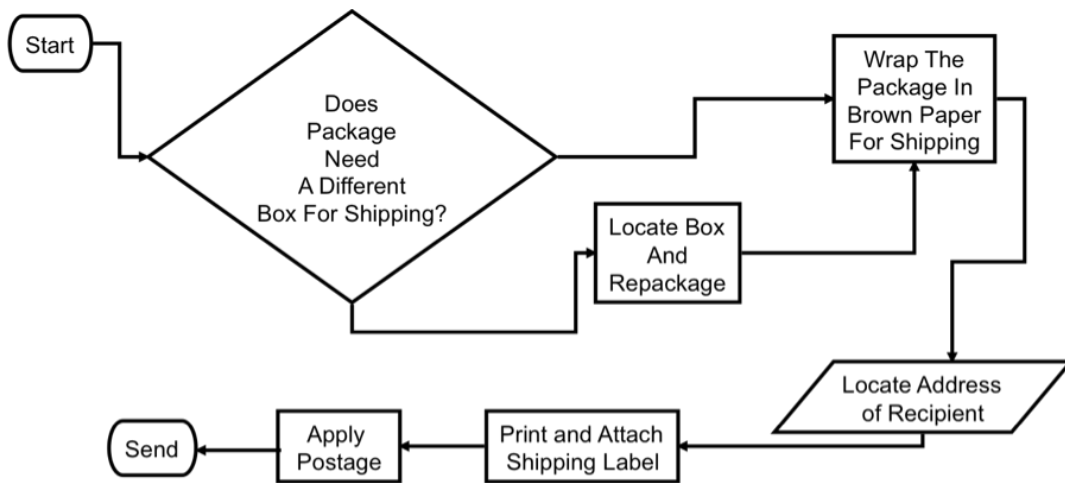 Start
Does
Package
Need
A Different
Box For Shipping?
Wrap The
Package In
Brown Paper
For Shipping
Locate Box
And
Repackage
Locate Address
of Recipient
Print and Attach
Shipping Label
Apply
Postage
Send